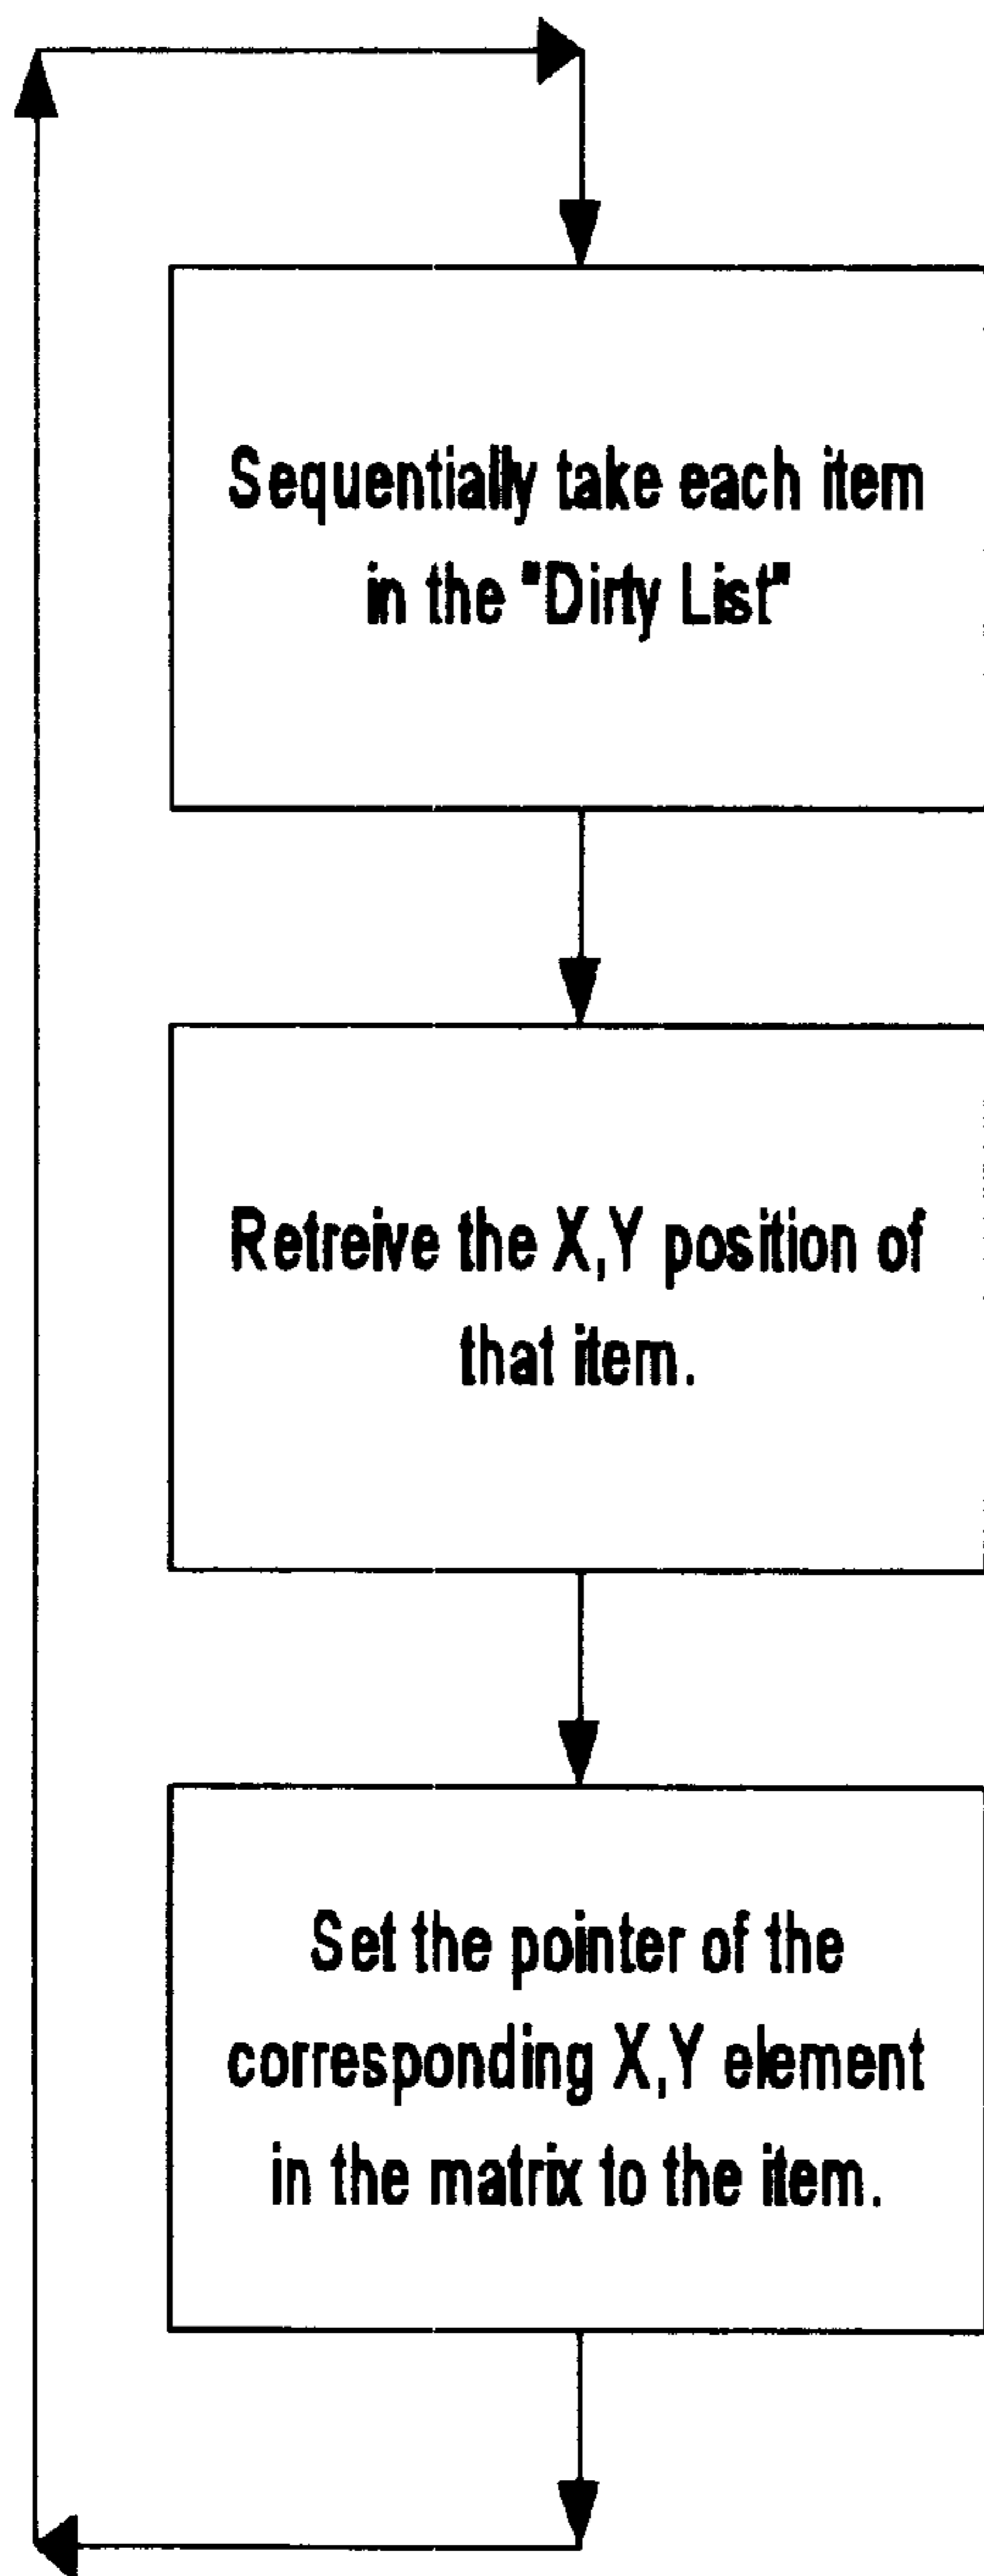 Sequentially take each item
in the "Dirty List"
Retreive the X,Y position of
that item.
Set the pointer of the
corresponding X,Y element
in the matrix to the item.